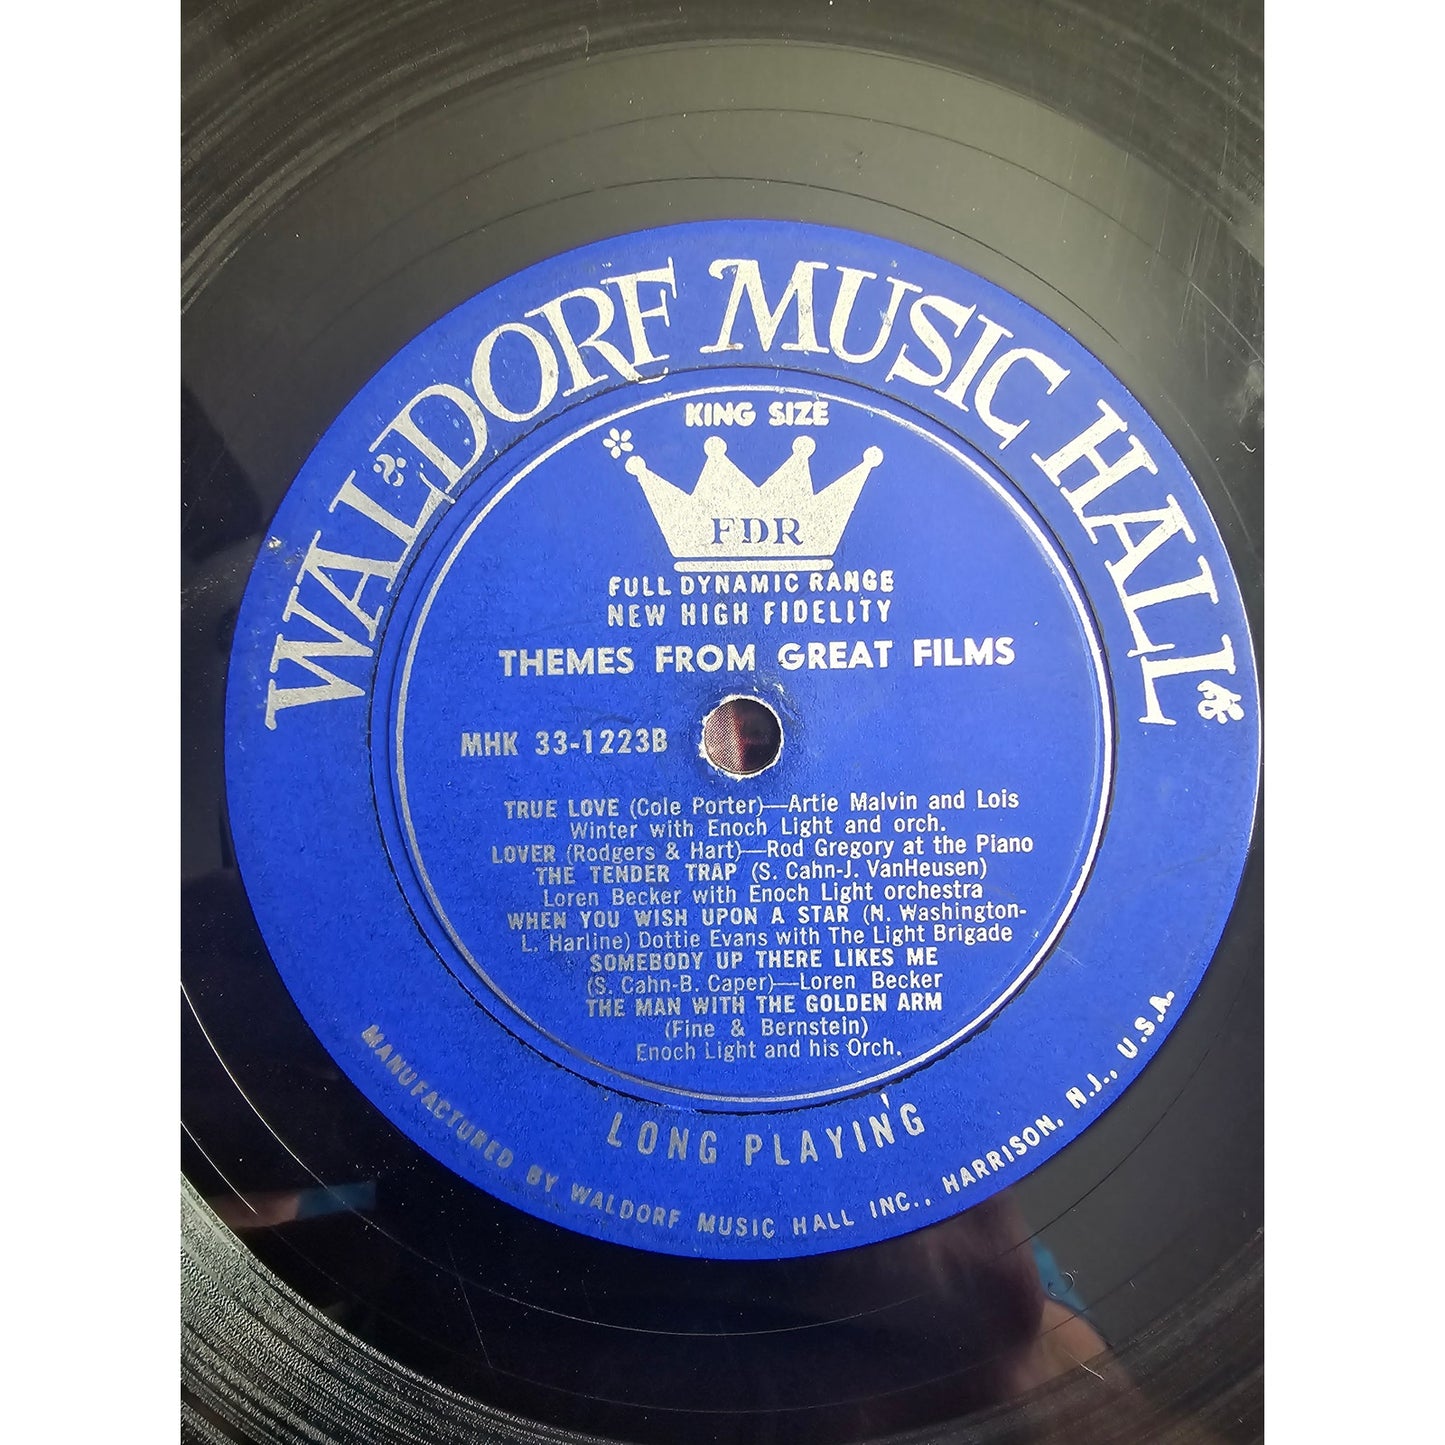 WALDORF MUSIC HALL
KING SIZE
FDR
FULL DYNAMIC RANGE
NEW HIGH FIDELITY
THEMES FROM GREAT FILMS
MHK 33-1223B
TRUE LOVE (Cole Porter)—Artie Malvin and Lois
Winter with Enoch Light and orch.
LOVER (Rodgers & Hart)—Rod Gregory at the Piano
THE TENDER TRAP (S. Cahn-J. VanHeusen)
Loren Becker with Enoch Light orchestra
WHEN YOU WISH UPON A STAR (N. Washington-
L. Harline) Dottie Evans with The Light Brigade
SOMEBODY UP THERE LIKES ME
(S. Cahn-B. Caper)—Loren Becker
THE MAN WITH THE GOLDEN ARM
(Fine & Bernstein)
Enoch Light and his Orch.
LONG PLAYING
MANUFACTURED BY WALDORF MUSIC HALL INC., HARRISON, N.J., U.S.A.